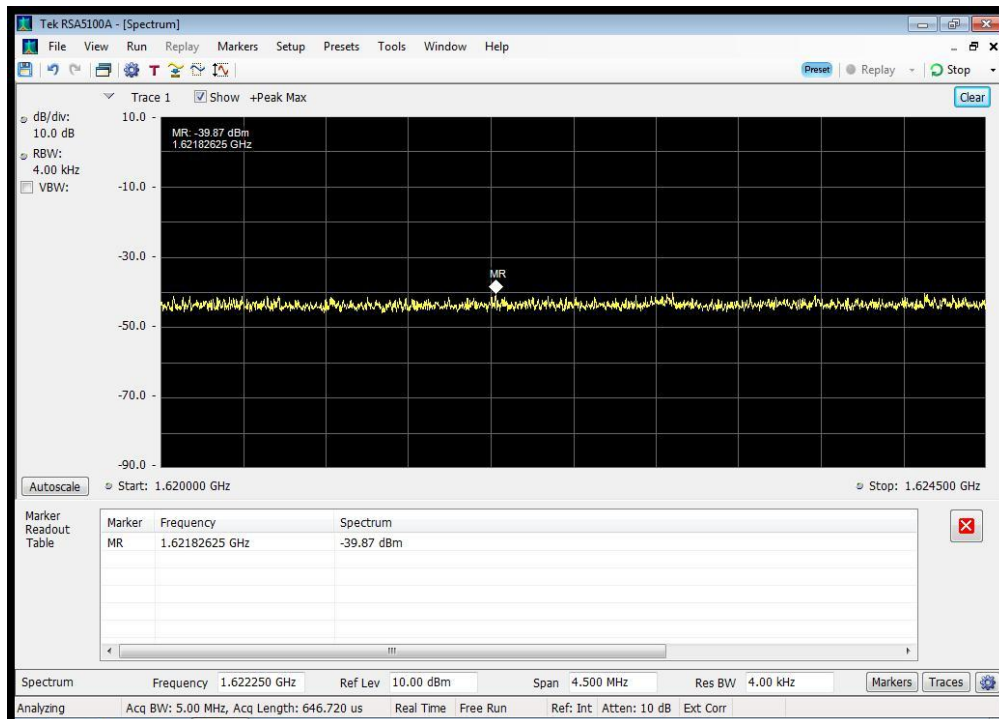 Tek RSA5100A - [Spectrum]
File View Run Replay Markers Setup Presets Tools Window Help
T Preset Replay Stop
Trace 1 Show +Peak Max Clear
dB/div:
10.0 dB
RBW:
4.00 kHz
VBW:
10.0
MR: -39.87 dBm
1.62182625 GHz
-10.0
-30.0
MR
-50.0
-70.0
-90.0
Autoscale Start: 1.620000 GHz Stop: 1.624500 GHz
Marker
Readout
Table
Marker Frequency Spectrum
MR 1.62182625 GHz -39.87 dBm
Spectrum Frequency 1.622250 GHz Ref Lev 10.00 dBm Span 4.500 MHz Res BW 4.00 kHz Markers Traces
Analyzing Acq BW: 5.00 MHz, Acq Length: 646.720 us Real Time Free Run Ref: Int Atten: 10 dB Ext Corr